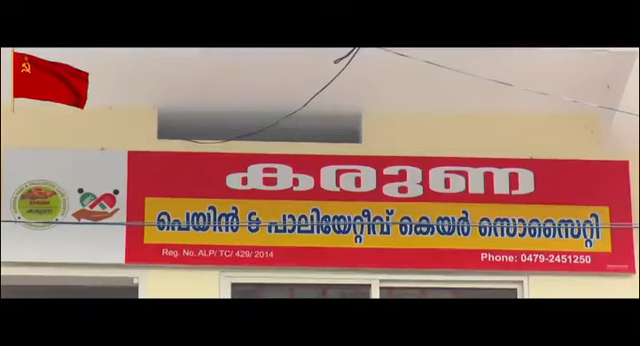 കരുണ
പെയിൻ & പാലിയേറ്റീവ് കെയർ സൊസൈറ്റി
Reg. No. ALP/ TC/ 429/ 2014
Phone: 0479-2451250